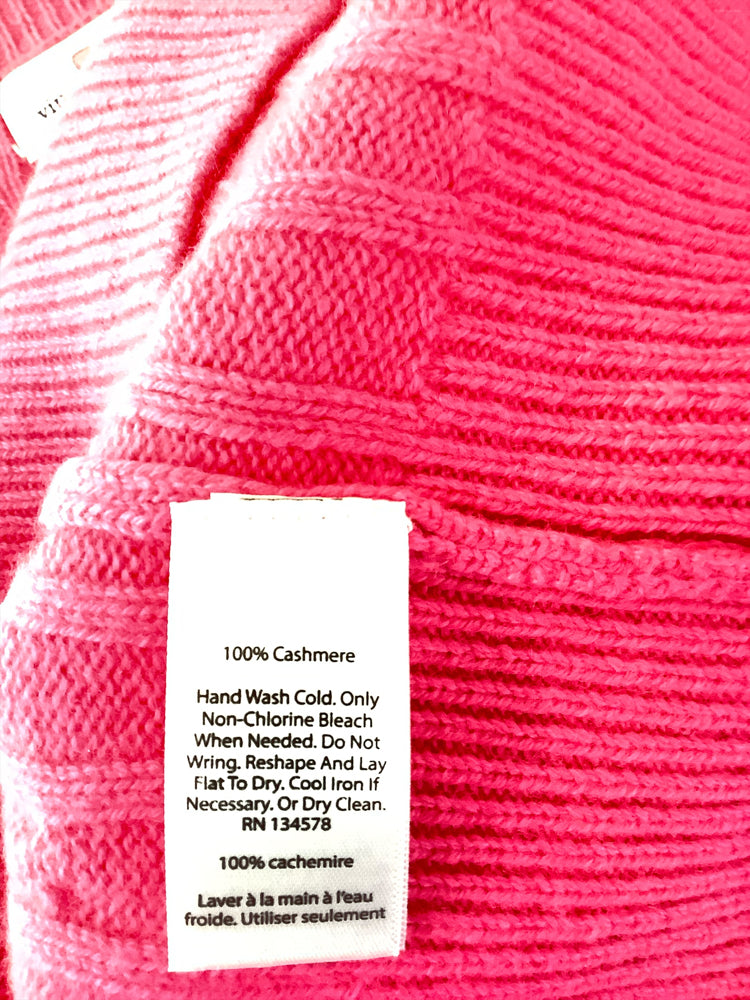 100% Cashmere
Hand Wash Cold. Only
Non-Chlorine Bleach
When Needed. Do Not
Wring. Reshape And Lay
Flat To Dry. Cool Iron If
Necessary. Or Dry Clean.
RN 134578
100% cachemire
Laver à la main à l'eau
froide. Utiliser seulement